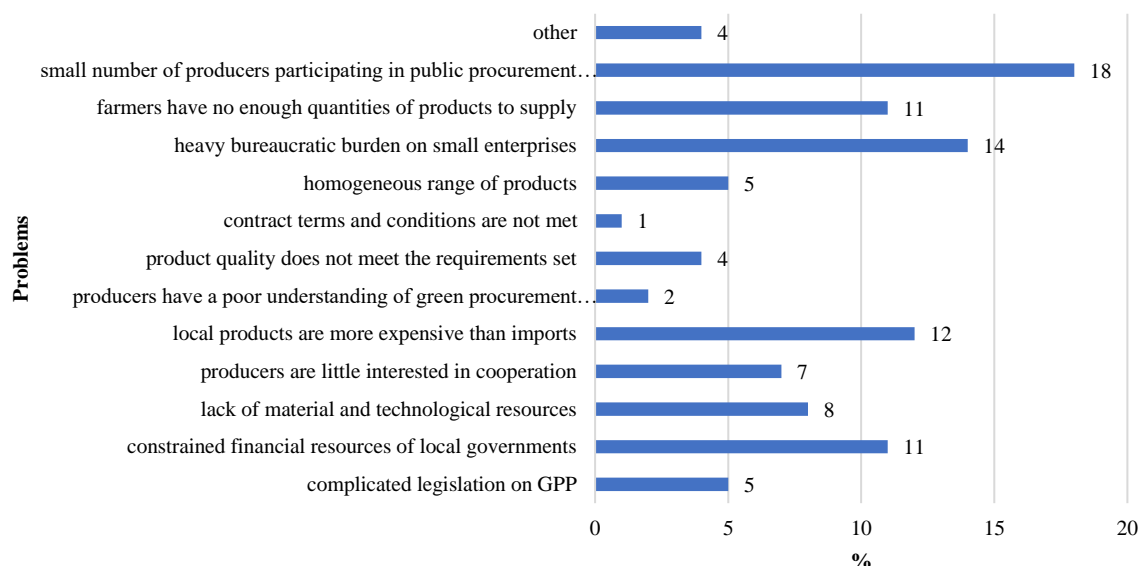 other 4
small number of producers participating in public procurement… 18
farmers have no enough quantities of products to supply 11
heavy bureaucratic burden on small enterprises 14
homogeneous range of products 5
contract terms and conditions are not met 1
product quality does not meet the requirements set 4
producers have a poor understanding of green procurement… 2
local products are more expensive than imports 12
producers are little interested in cooperation 7
lack of material and technological resources 8
constrained financial resources of local governments 11
complicated legislation on GPP 5
Problems
0 5 10 15 20
%